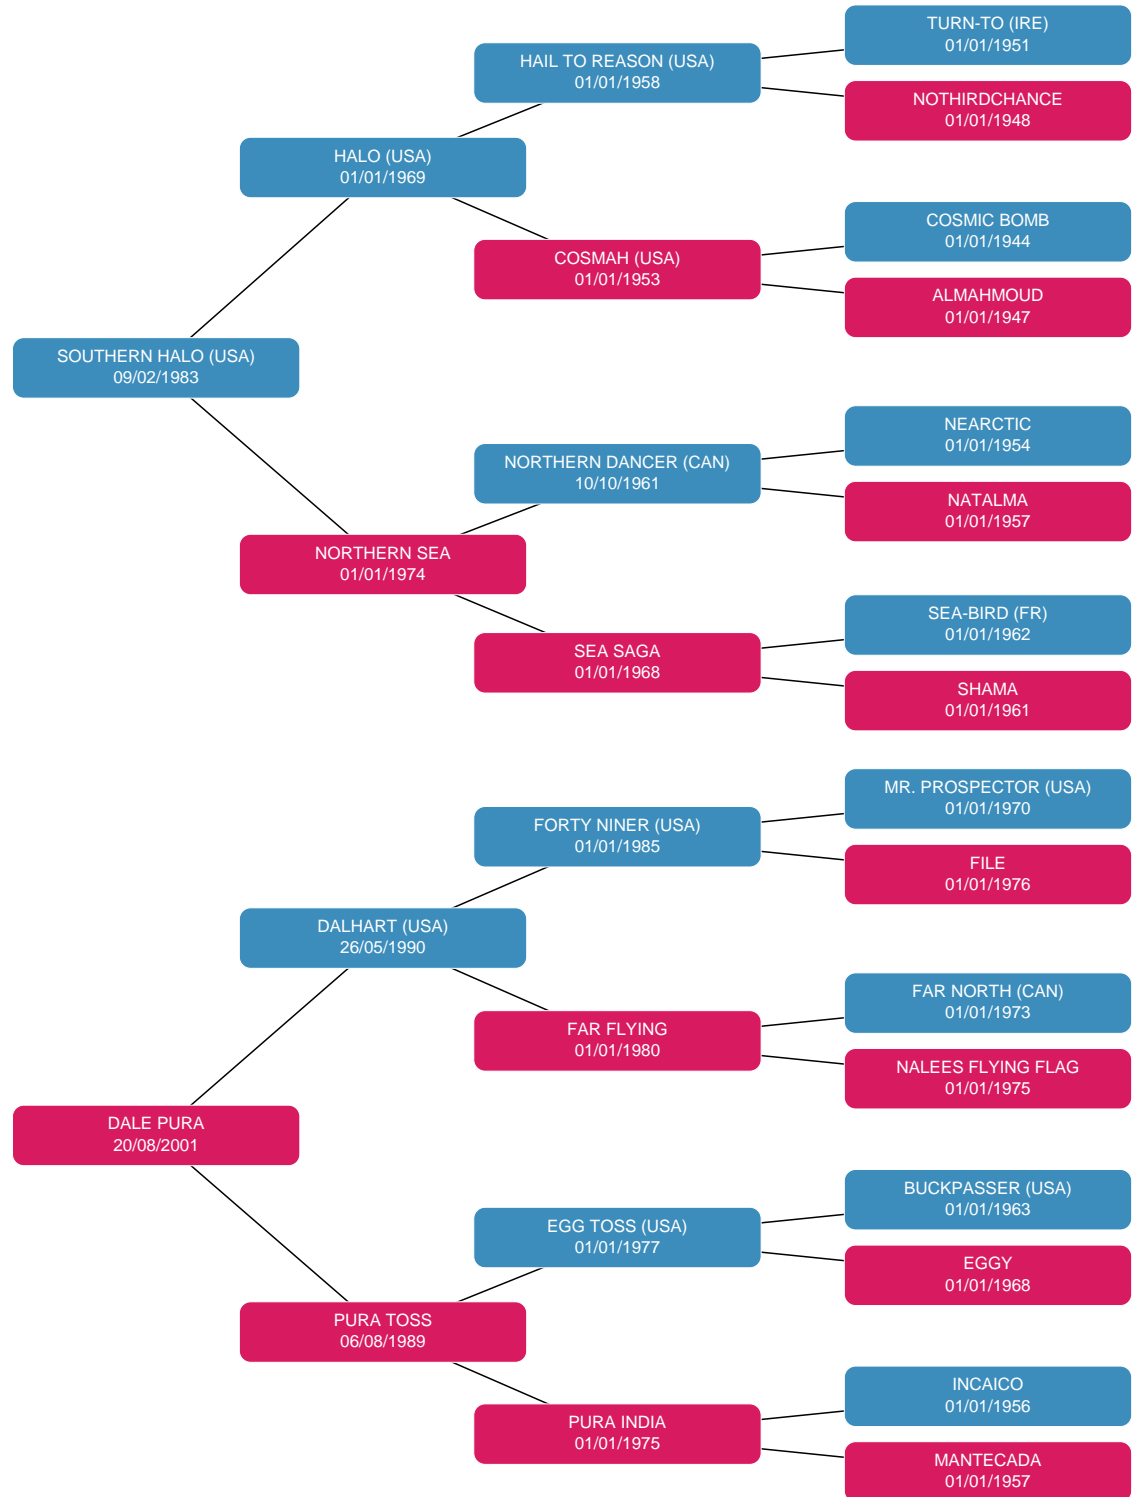 TURN-TO (IRE)
01/01/1951
HAIL TO REASON (USA)
01/01/1958
NOTHIRDCHANCE
01/01/1948
HALO (USA)
01/01/1969
COSMIC BOMB
01/01/1944
COSMAH (USA)
01/01/1953
ALMAHMOUD
01/01/1947
SOUTHERN HALO (USA)
09/02/1983
NEARCTIC
01/01/1954
NORTHERN DANCER (CAN)
10/10/1961
NATALMA
01/01/1957
NORTHERN SEA
01/01/1974
SEA-BIRD (FR)
01/01/1962
SEA SAGA
01/01/1968
SHAMA
01/01/1961
MR. PROSPECTOR (USA)
01/01/1970
FORTY NINER (USA)
01/01/1985
FILE
01/01/1976
DALHART (USA)
26/05/1990
FAR NORTH (CAN)
01/01/1973
FAR FLYING
01/01/1980
NALEES FLYING FLAG
01/01/1975
DALE PURA
20/08/2001
BUCKPASSER (USA)
01/01/1963
EGG TOSS (USA)
01/01/1977
EGGY
01/01/1968
PURA TOSS
06/08/1989
INCAICO
01/01/1956
PURA INDIA
01/01/1975
MANTECADA
01/01/1957